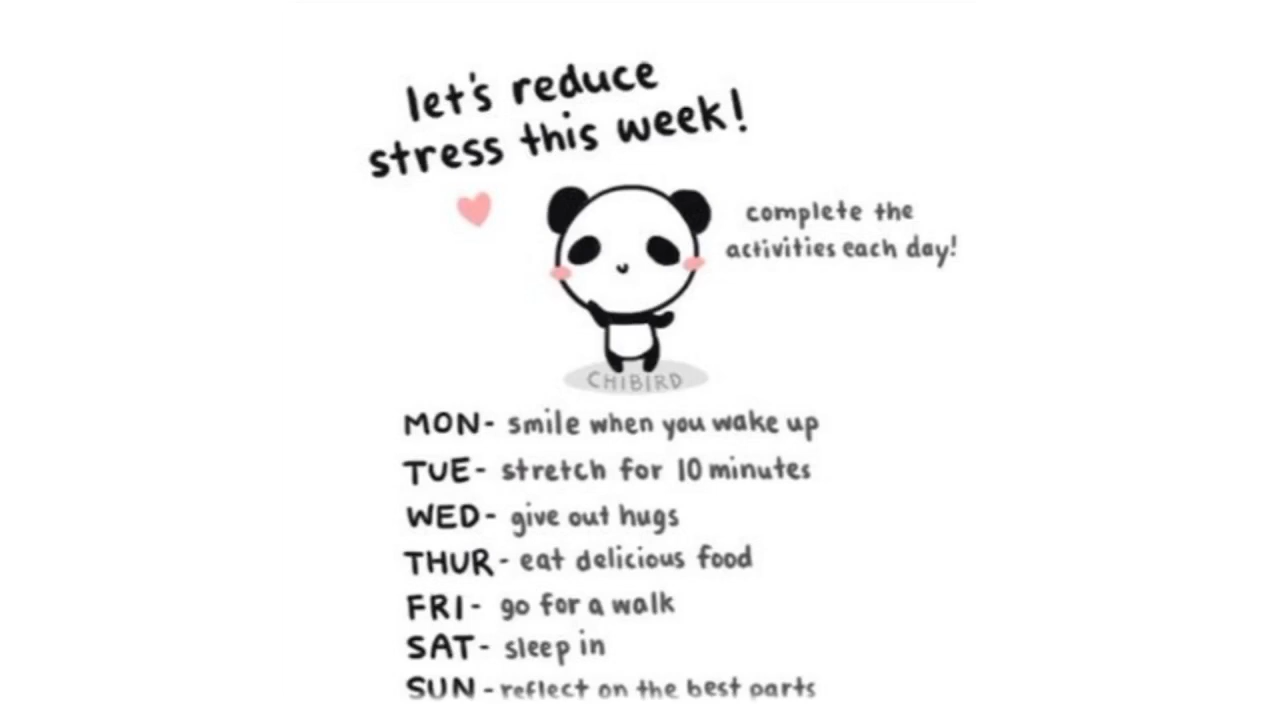 let's reduce
stress this week!
complete the
activities each day!
CHIBIRD
MON- smile when you wake up
TUE- stretch for 10 minutes
WED- give out hugs
THUR- eat delicious food
FRI- go for a walk
SAT- sleep in
SUN- reflect on the best parts